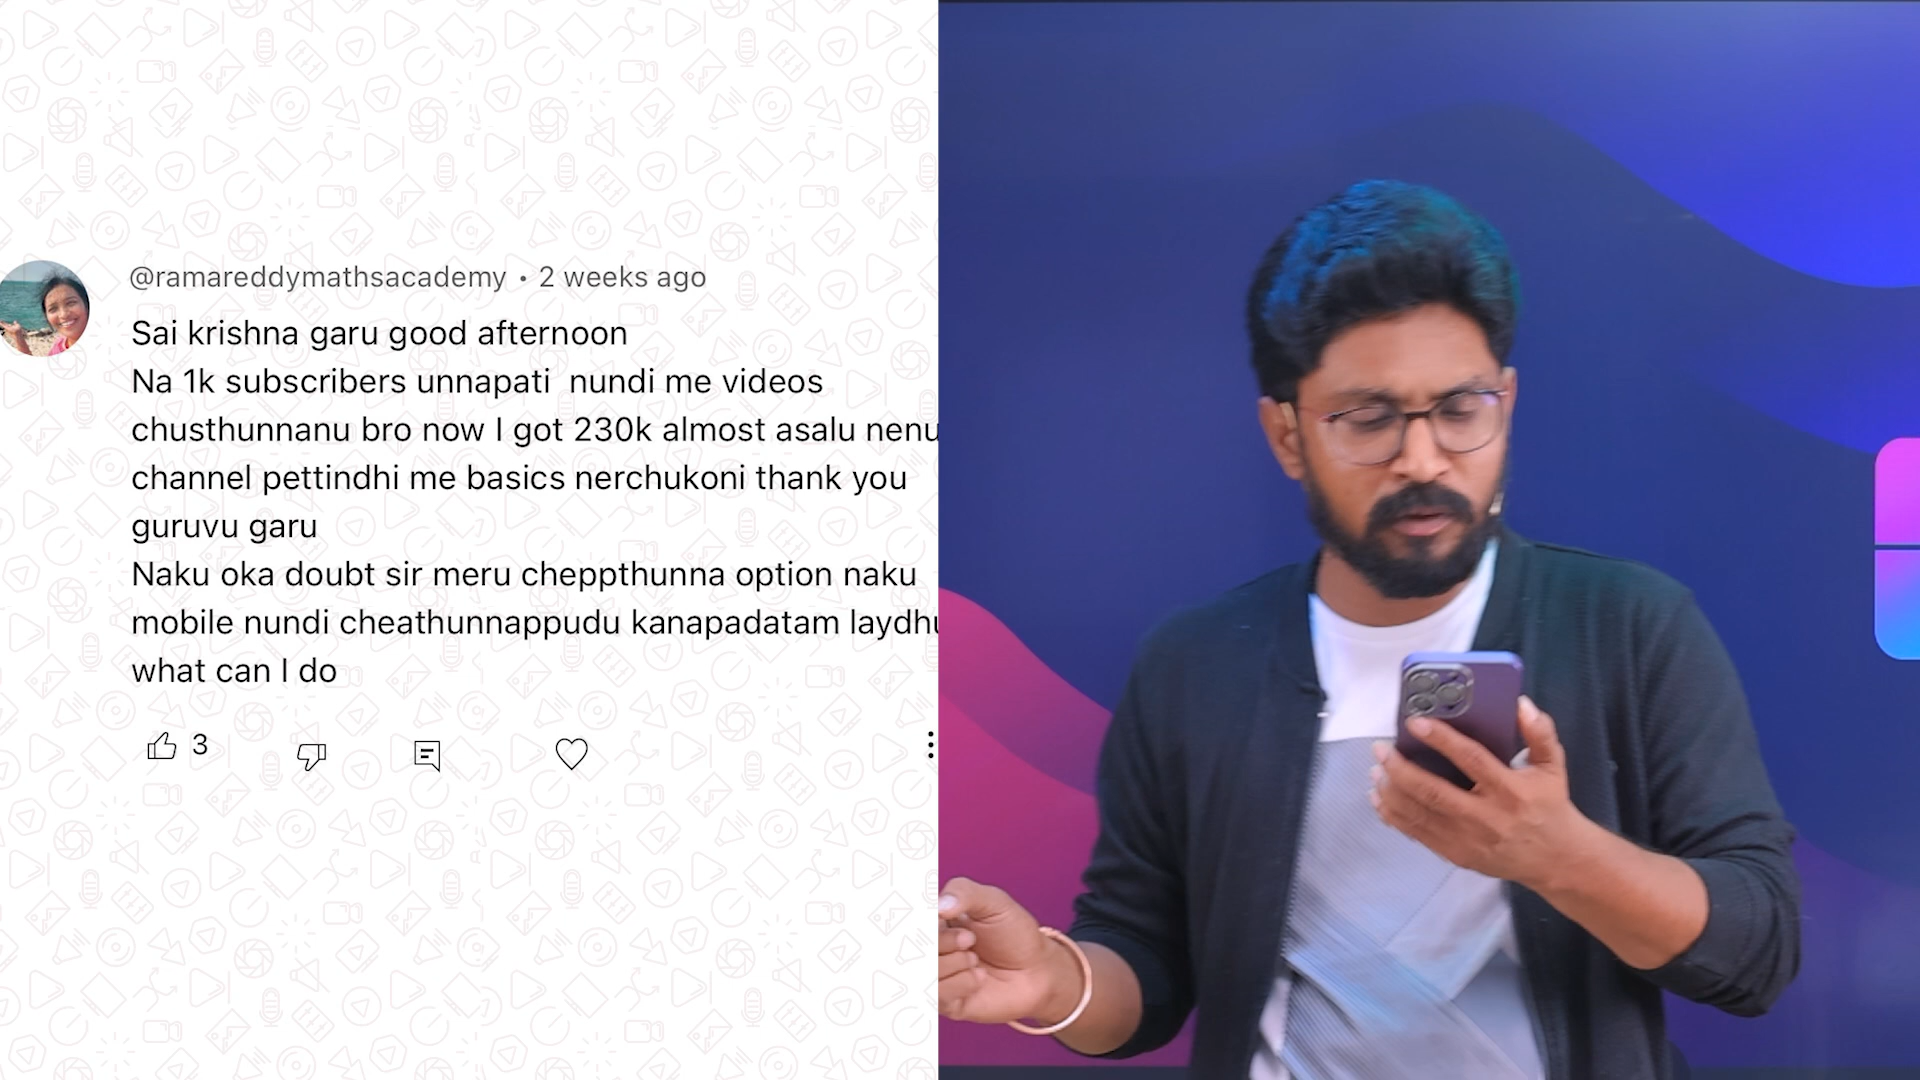 @ramareddymathsacademy • 2 weeks ago
Sai krishna garu good afternoon
Na 1k subscribers unnapati nundi me videos
chusthunnanu bro now I got 230k almost asalu nenu
channel pettindhi me basics nerchukoni thank you
guruvu garu
Naku oka doubt sir meru cheppthunna option naku
mobile nundi cheathunnappudu kanapadatam laydhu
what can I do
3